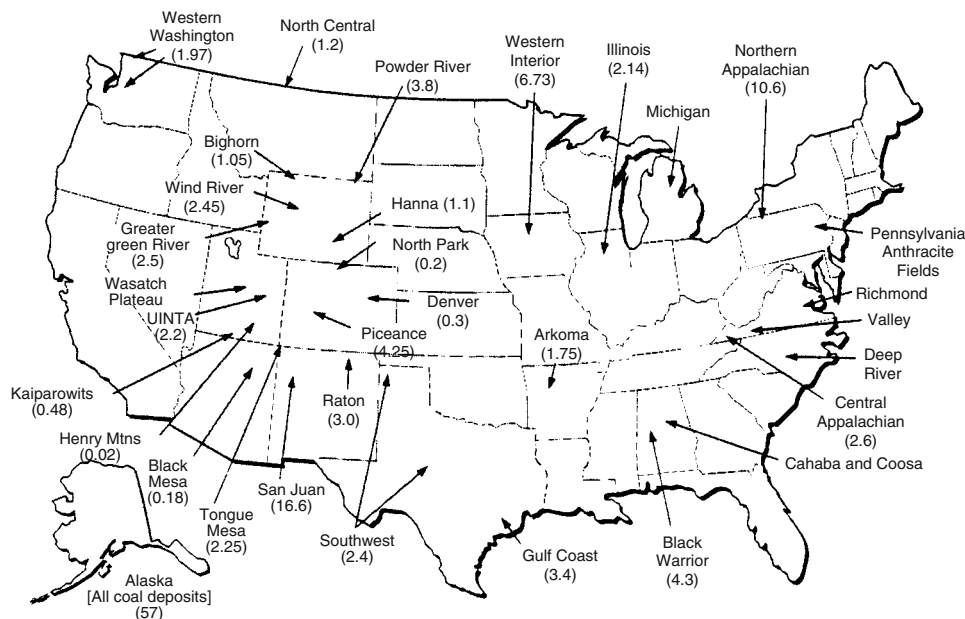 Western
Washington
(1.97)
North Central
(1.2)
Powder River
(3.8)
Western
Interior
(6.73)
Illinois
(2.14)
Michigan
Northern
Appalachian
(10.6)
Bighorn
(1.05)
Wind River
(2.45)
Greater
green River
(2.5)
Wasatch
Plateau
UINTA
(2.2)
Hanna (1.1)
North Park
(0.2)
Denver
(0.3)
Piceance
(4.25)
Arkoma
(1.75)
Pennsylvania
Anthracite
Fields
Richmond
Valley
Deep
River
Central
Appalachian
(2.6)
Cahaba and Coosa
Kaiparowits
(0.48)
Henry Mtns
(0.02)
Black
Mesa
(0.18)
Tongue
Mesa
(2.25)
San Juan
(16.6)
Raton
(3.0)
Southwest
(2.4)
Gulf Coast
(3.4)
Black
Warrior
(4.3)
Alaska
[All coal deposits]
(57)